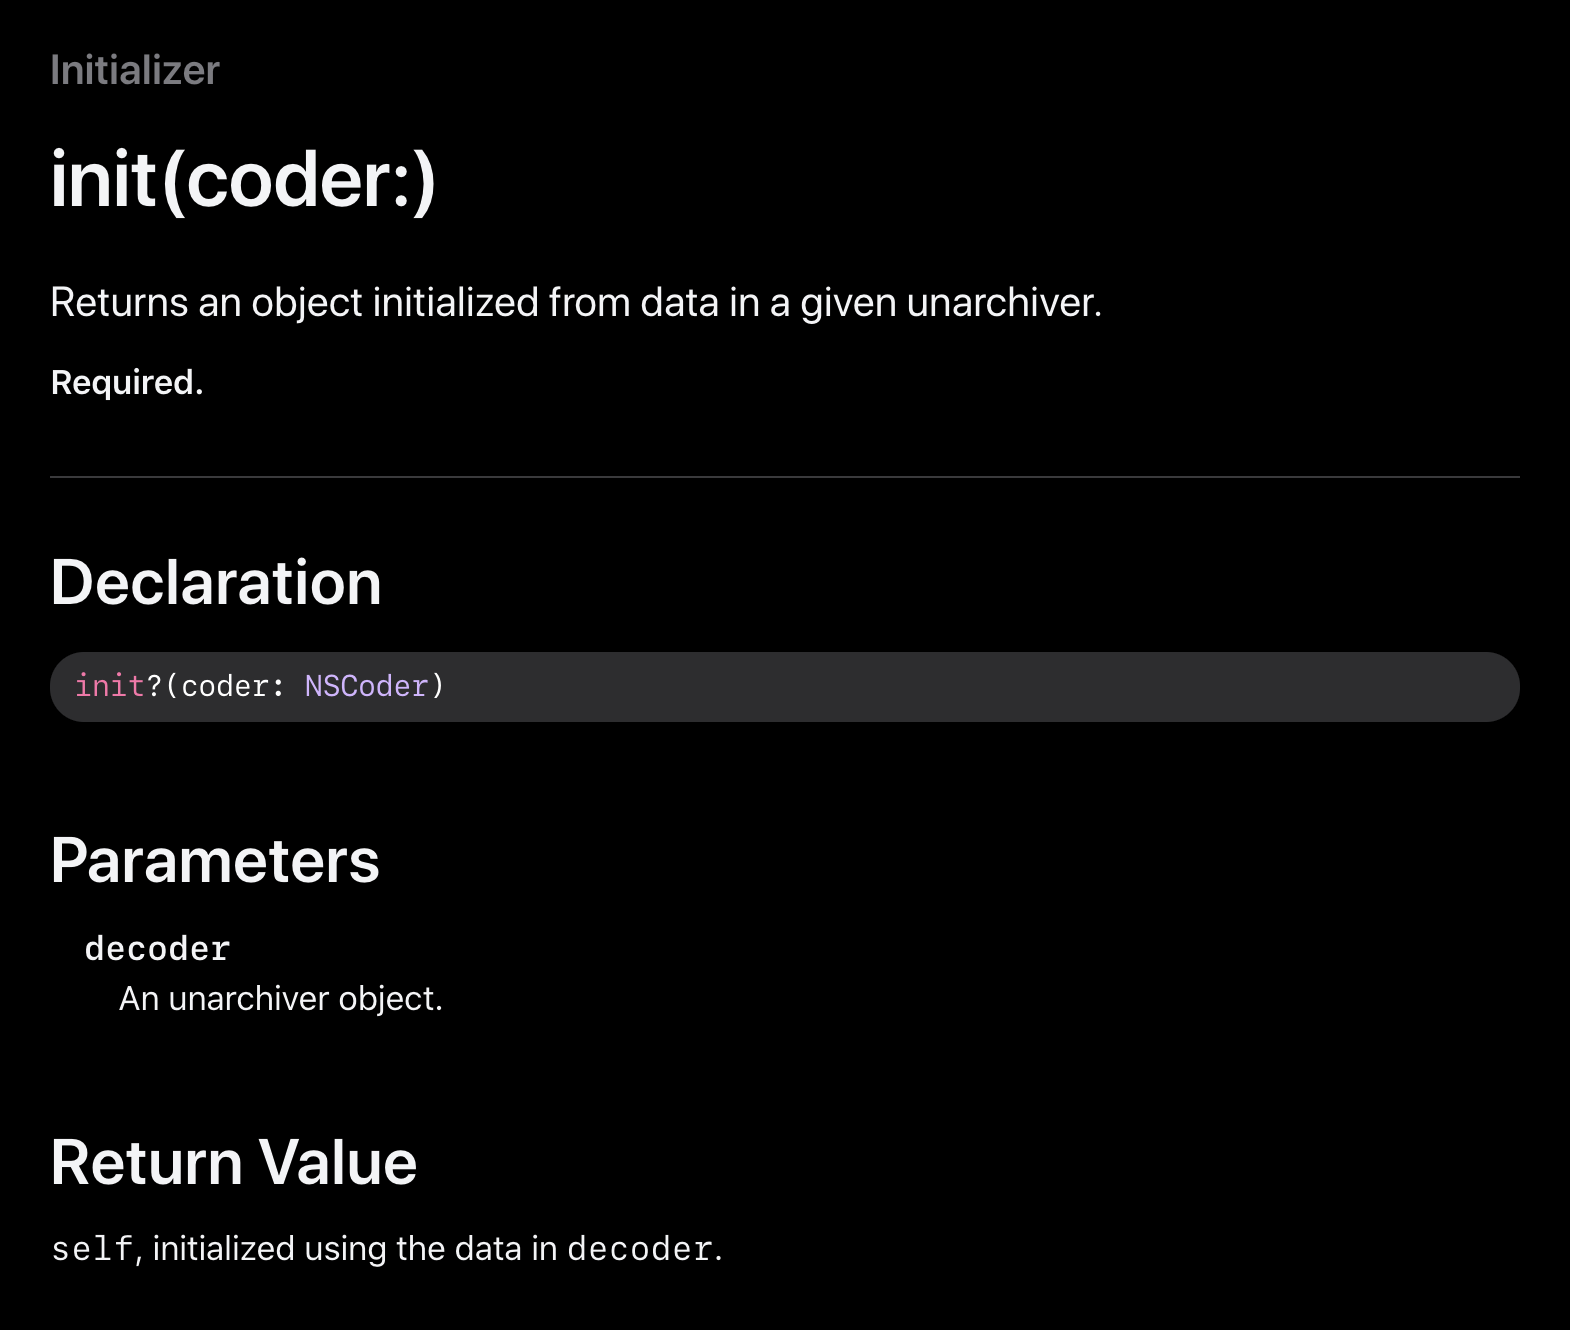 Initializer
init(coder:)
Returns an object initialized from data in a given unarchiver.
Required.
Declaration
init?(coder: NSCoder)
Parameters
decoder
An unarchiver object.
Return Value
self, initialized using the data in decoder.